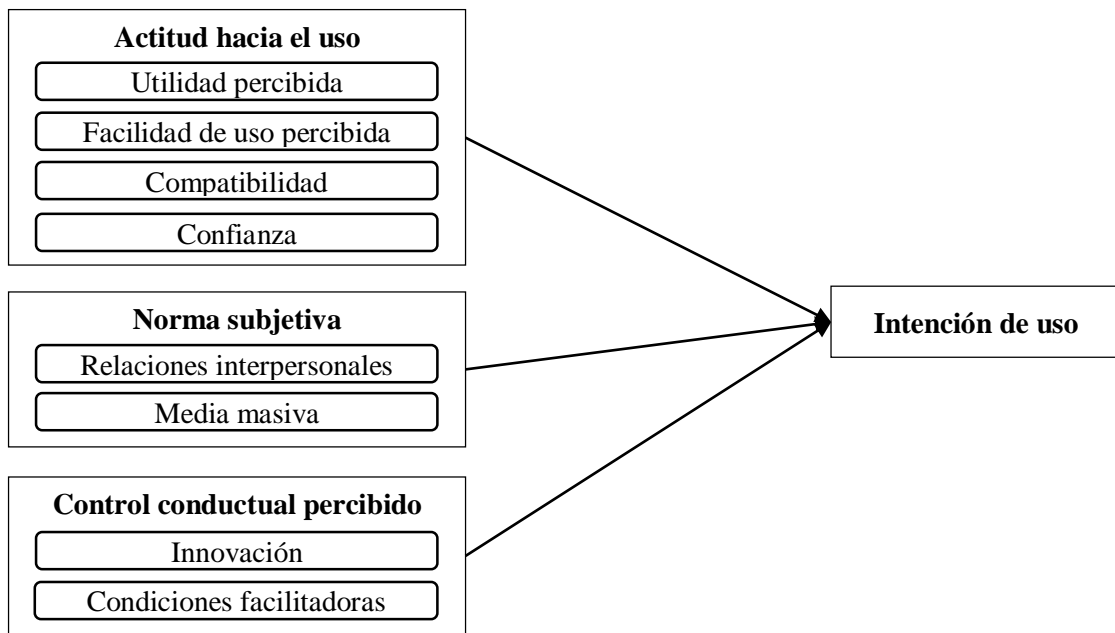 Actitud hacia el uso
Utilidad percibida
Facilidad de uso percibida
Compatibilidad
Confianza
Norma subjetiva
Relaciones interpersonales
Media masiva
Control conductual percibido
Innovación
Condiciones facilitadoras
Intención de uso